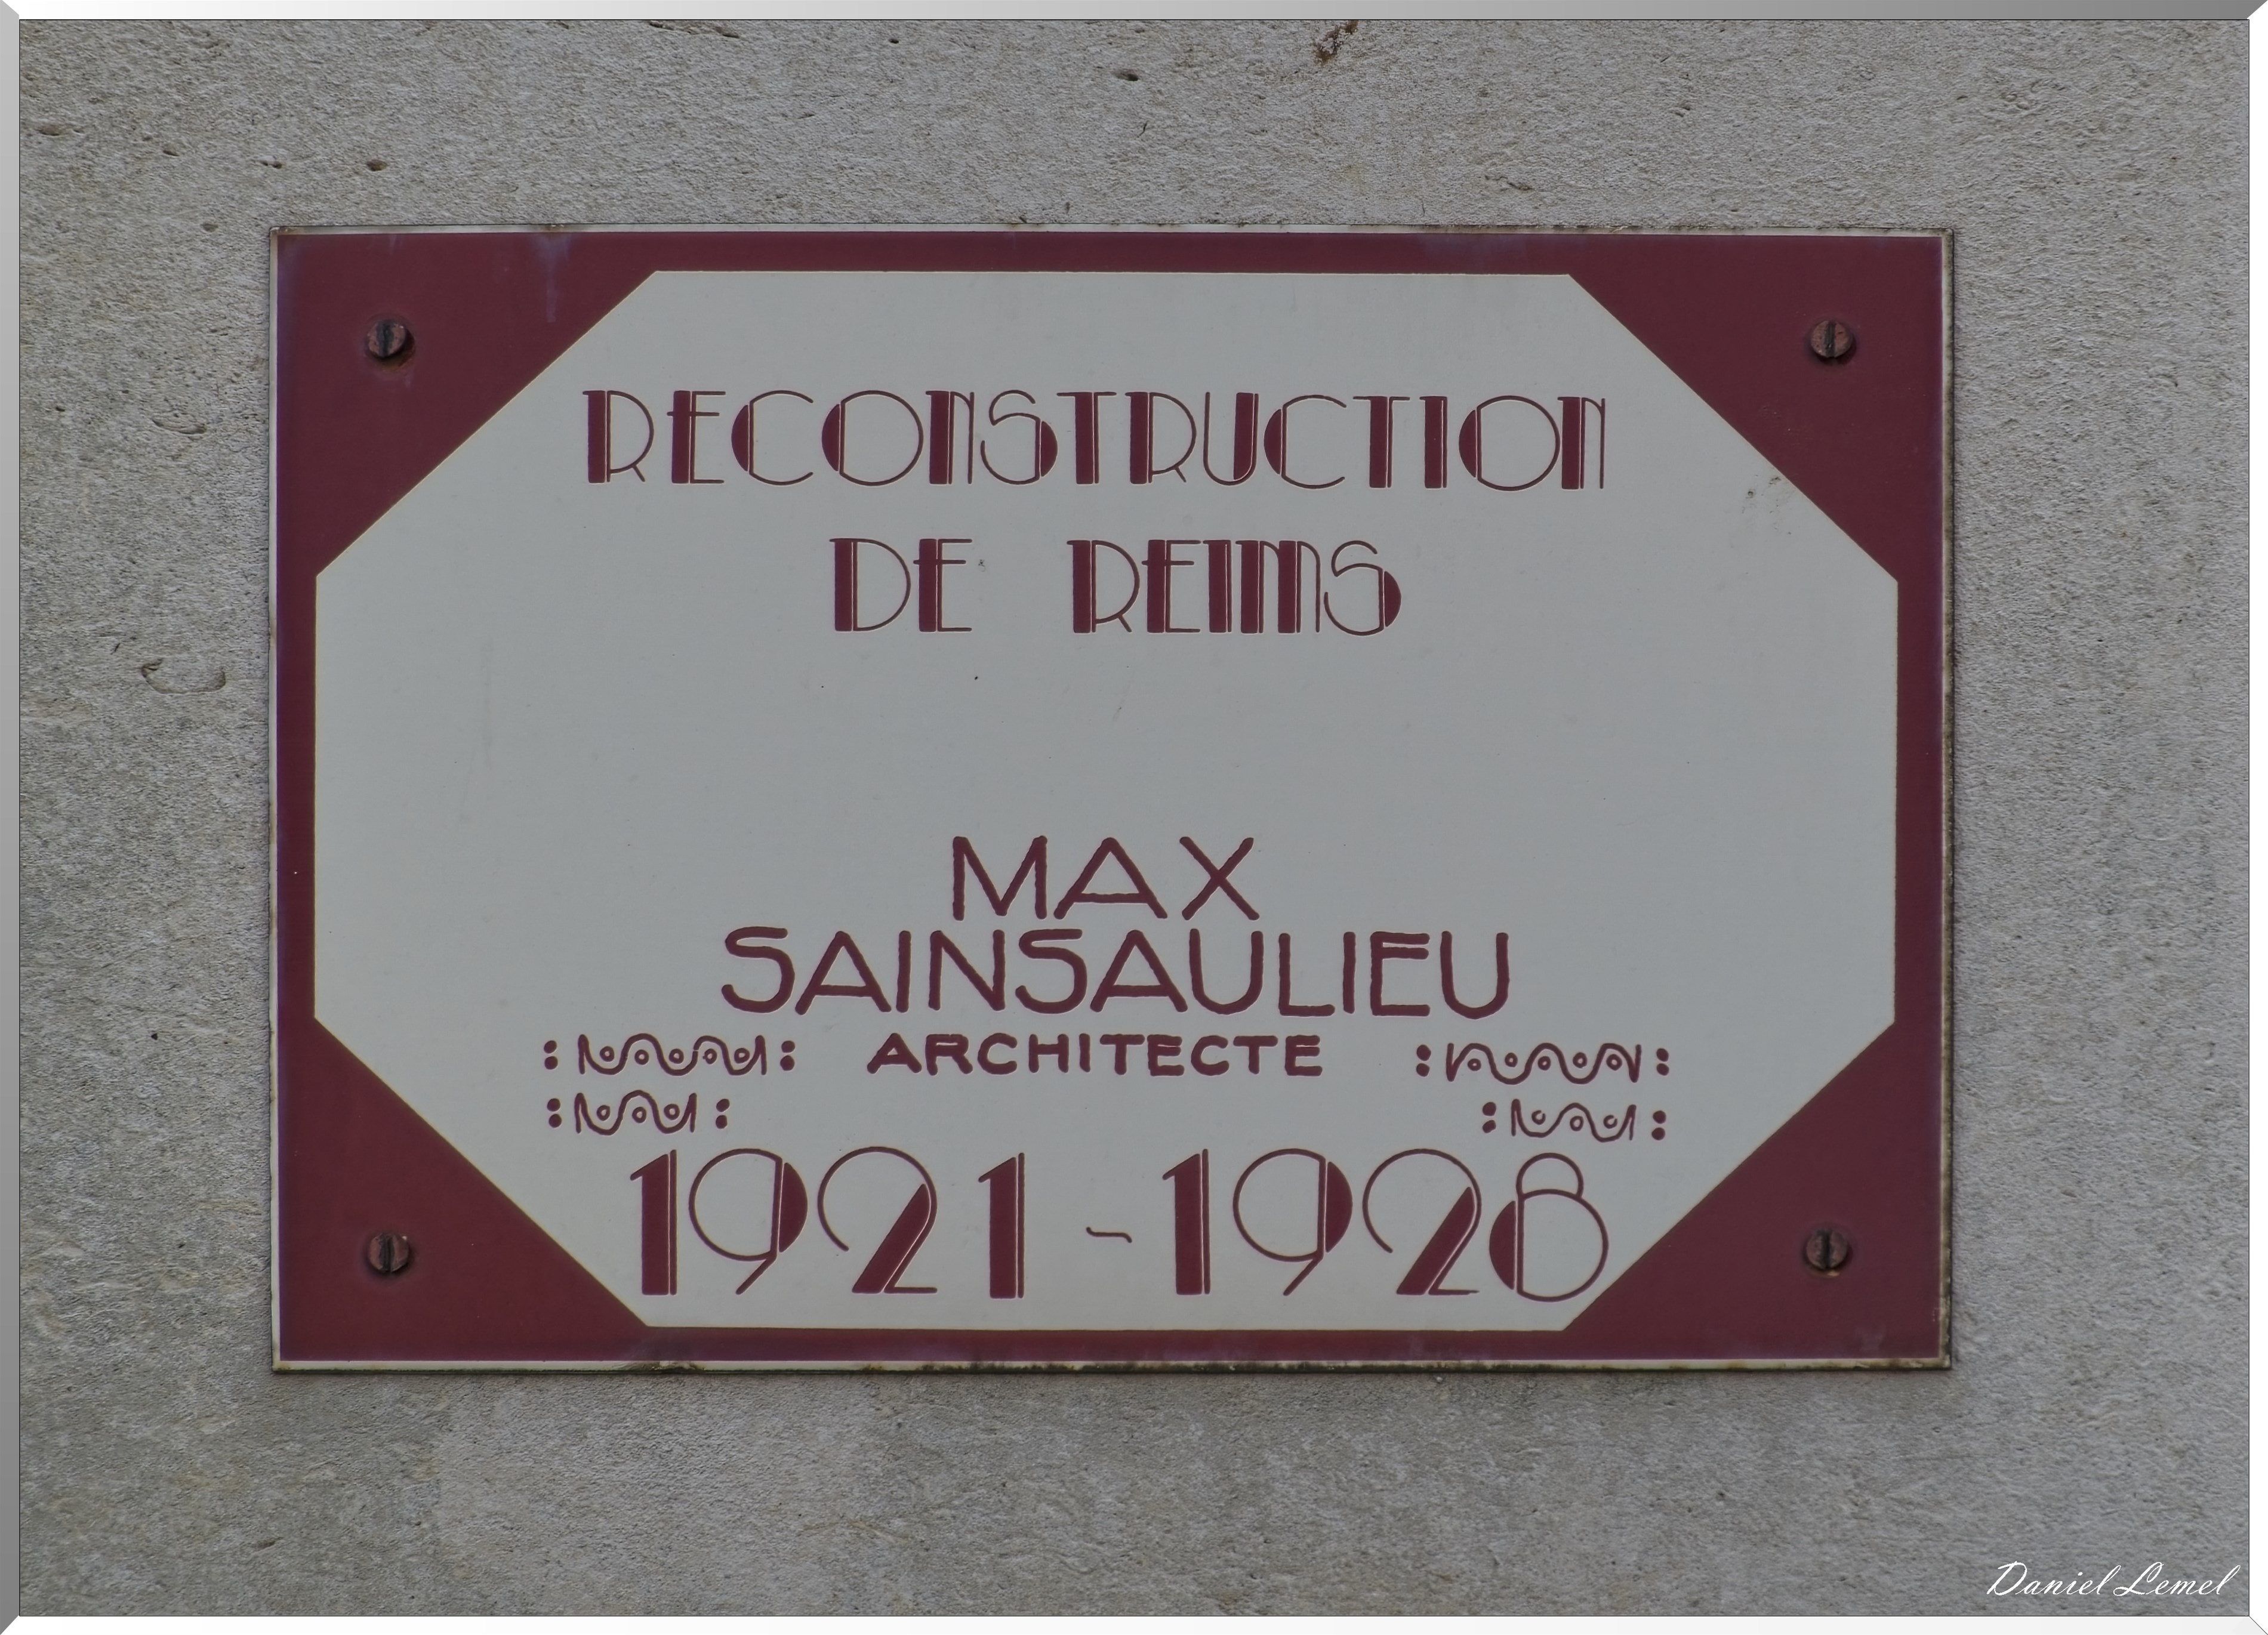 RECONSTRUCTION
DE REIMS
MAX
SAINSAULIEU
ARCHITECTE
1921 - 1928
Daniel Lemel